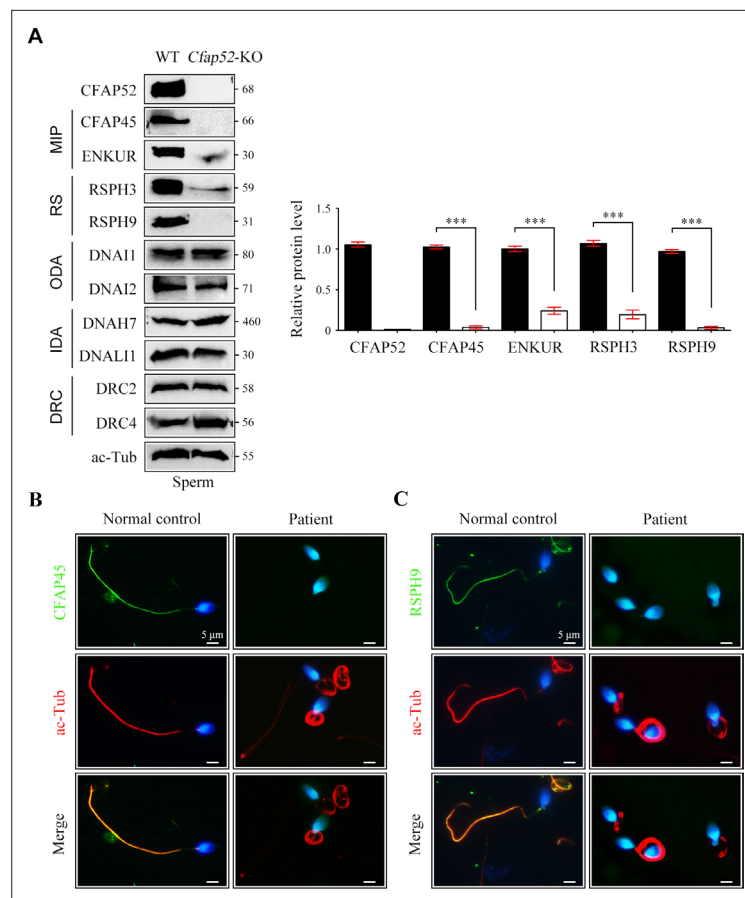 A
WT Cfap52-KO
CFAP52 68
MIP
CFAP45 66
ENKUR 30
RS
RSPH3 59
RSPH9 31
ODA
DNAI1 80
DNAI2 71
IDA
DNAH7 460
DNALI1 30
DRC
DRC2 58
DRC4 56
ac-Tub 55
Sperm
Relative protein level
1.5
1.0
0.5
0
*** *** *** ***
CFAP52 CFAP45 ENKUR RSPH3 RSPH9
B
Normal control Patient
CFAP45
5 μm
ac-Tub
Merge
C
Normal control Patient
RSPH9
5 μm
ac-Tub
Merge